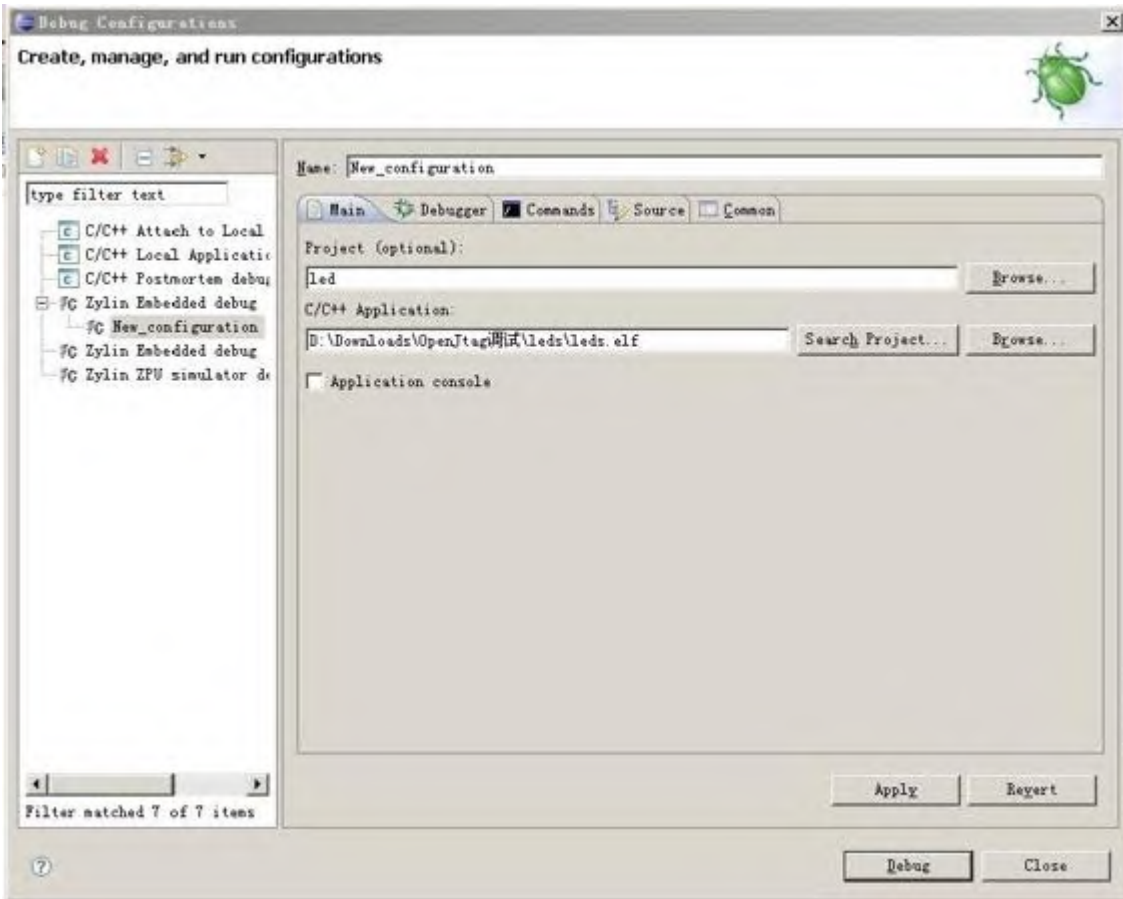 Debug Configurations
Create, manage, and run configurations
type filter text
C/C++ Attach to Local
C/C++ Local Applicatic
C/C++ Postmortem debug
Zylin Embedded debug
New_configuration
Zylin Embedded debug
Zylin ZPU simulator de
Filter matched 7 of 7 items
Name: New_configuration
Main Debugger Commands Source Common
Project (optional):
led Browse...
C/C++ Application:
D:\Downloads\OpenJtag调试\leds\leds.elf Search Project... Browse...
Application console
Apply Revert
Debug Close